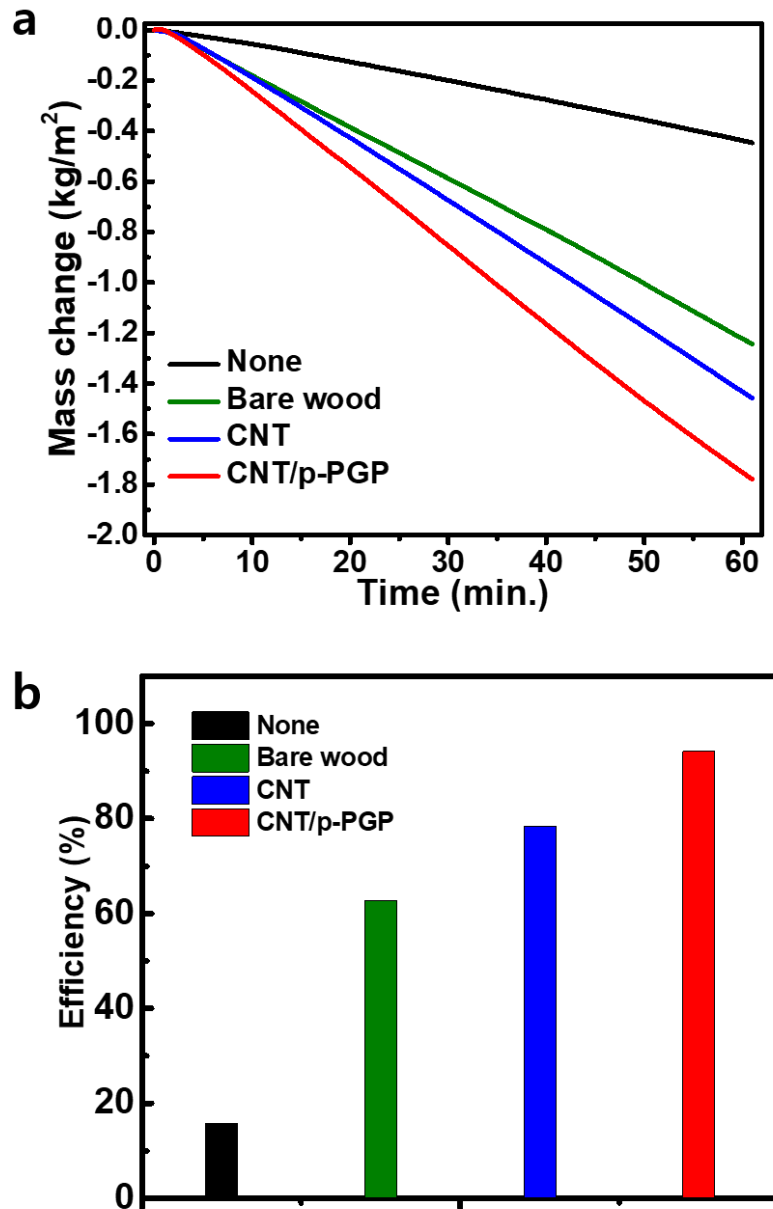 a
Mass change (kg/m²)
0.0
-0.2
-0.4
-0.6
-0.8
-1.0
-1.2
-1.4
-1.6
-1.8
-2.0
None
Bare wood
CNT
CNT/p-PGP
0 10 20 30 40 50 60
Time (min.)
b
Efficiency (%)
100
80
60
40
20
0
None
Bare wood
CNT
CNT/p-PGP